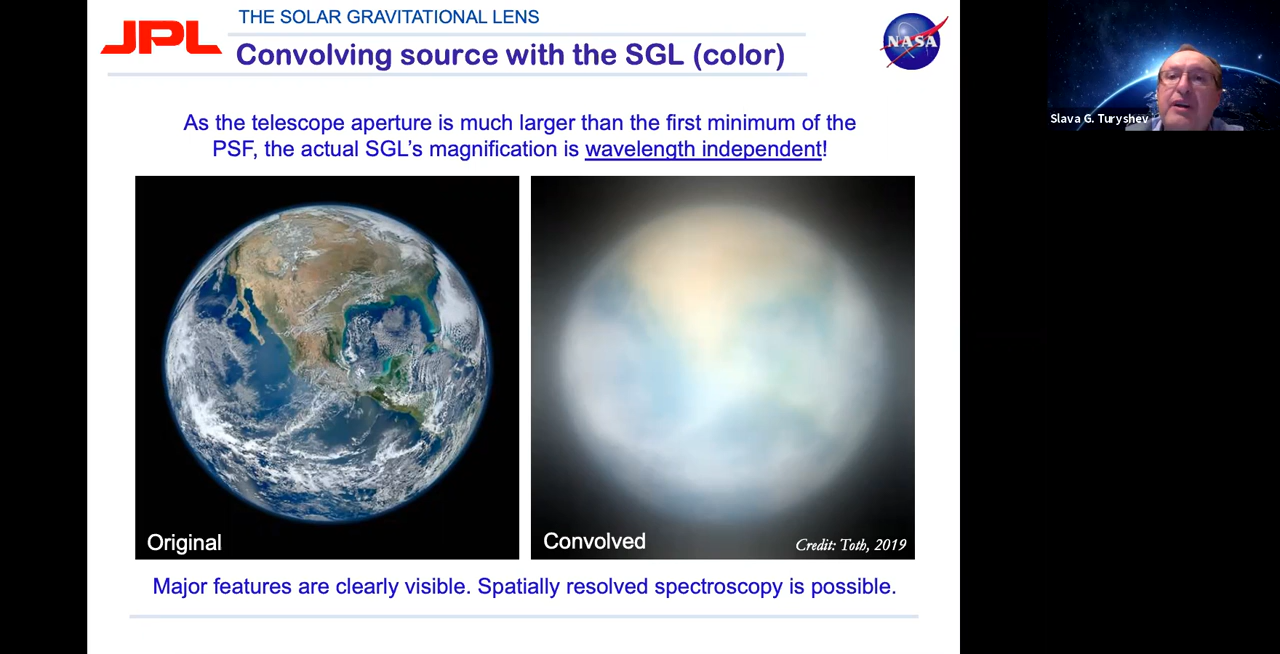 JPL
THE SOLAR GRAVITATIONAL LENS
Convolving source with the SGL (color)
NASA
Slava G. Turyshev
As the telescope aperture is much larger than the first minimum of the
PSF, the actual SGL's magnification is wavelength independent!
Original
Convolved
Credit: Toth, 2019
Major features are clearly visible. Spatially resolved spectroscopy is possible.